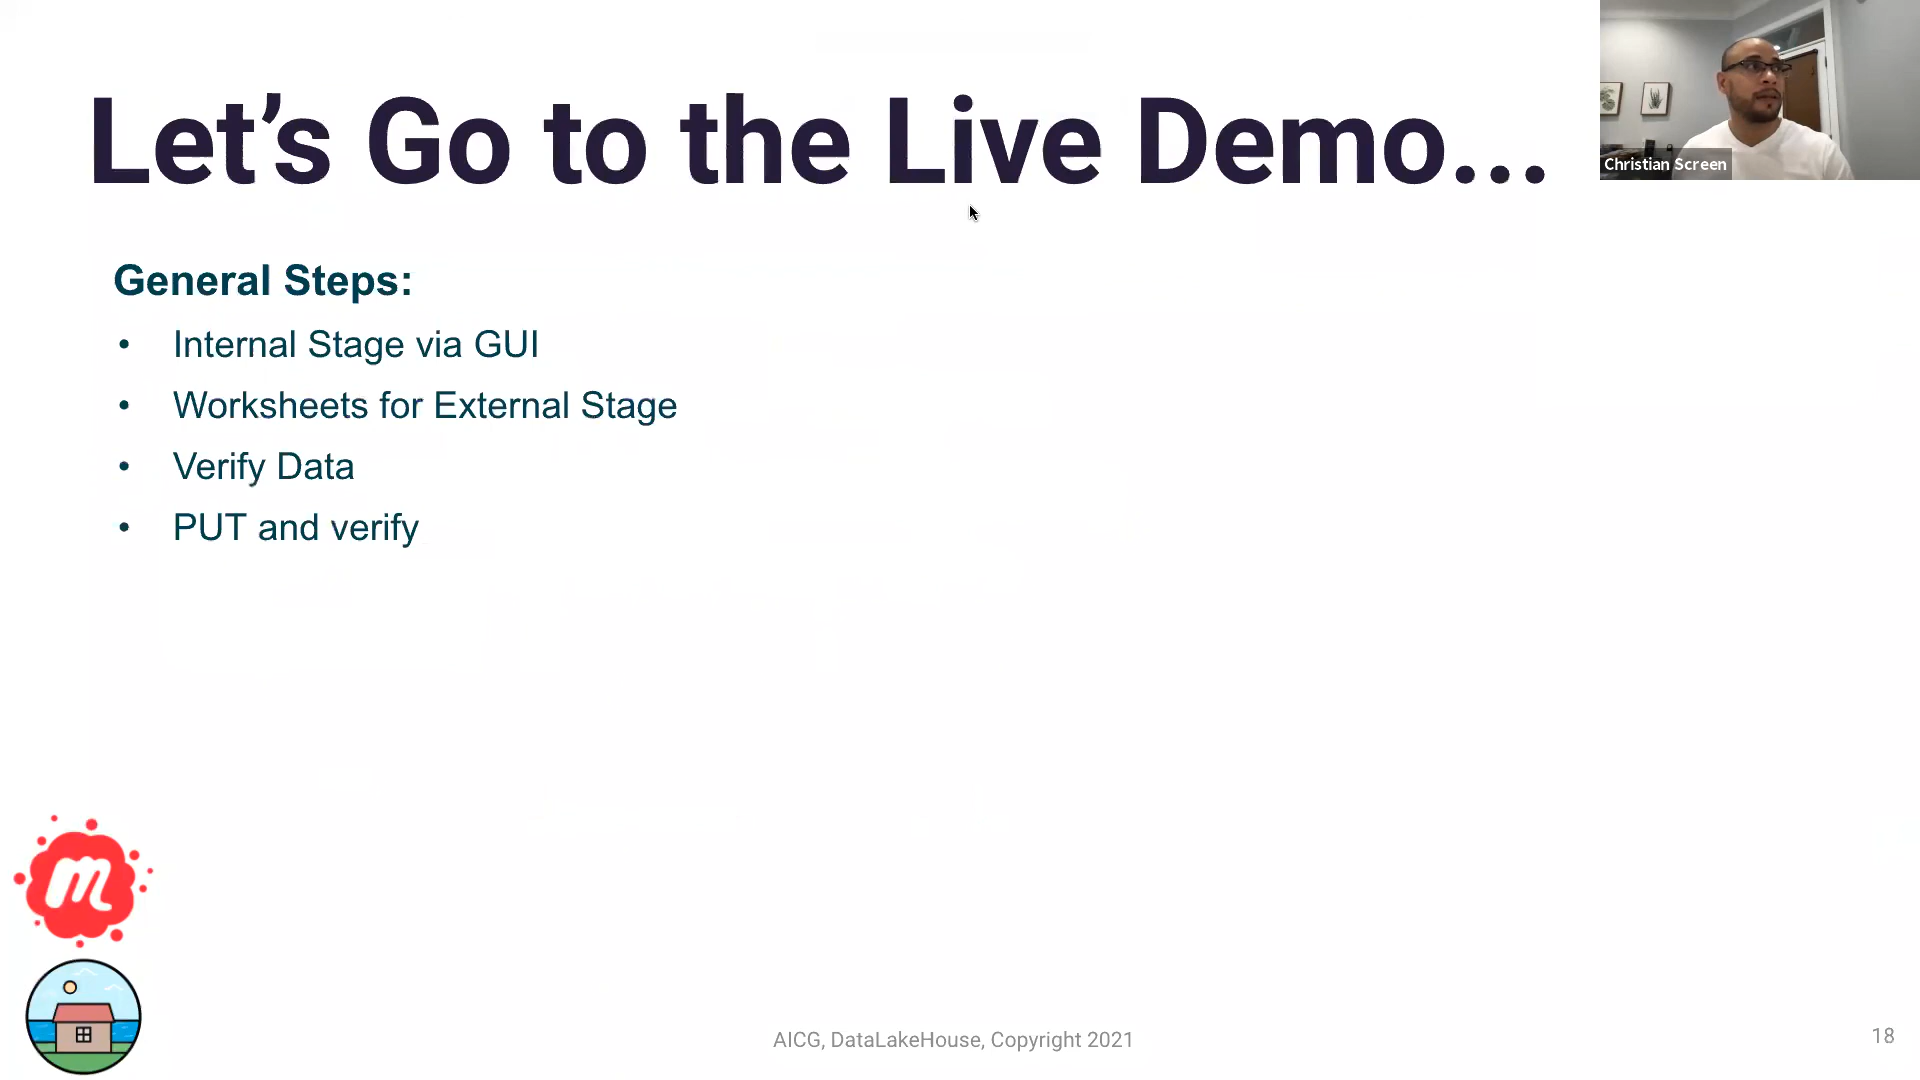 Let’s Go to the Live Demo...
Christian Screen
General Steps:
• Internal Stage via GUI
• Worksheets for External Stage
• Verify Data
• PUT and verify
m
AICG, DataLakeHouse, Copyright 2021
18